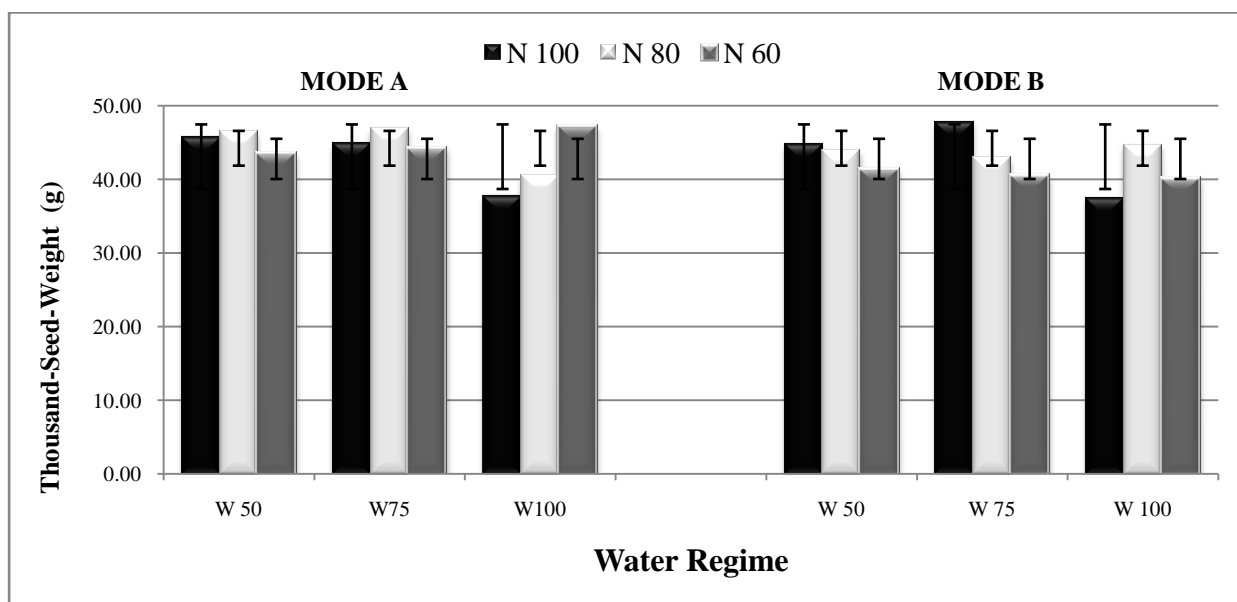 N 100 N 80 N 60
MODE A MODE B
50.00
40.00
30.00
20.00
10.00
0.00
Thousand-Seed-Weight (g)
W 50 W75 W100 W 50 W 75 W 100
Water Regime